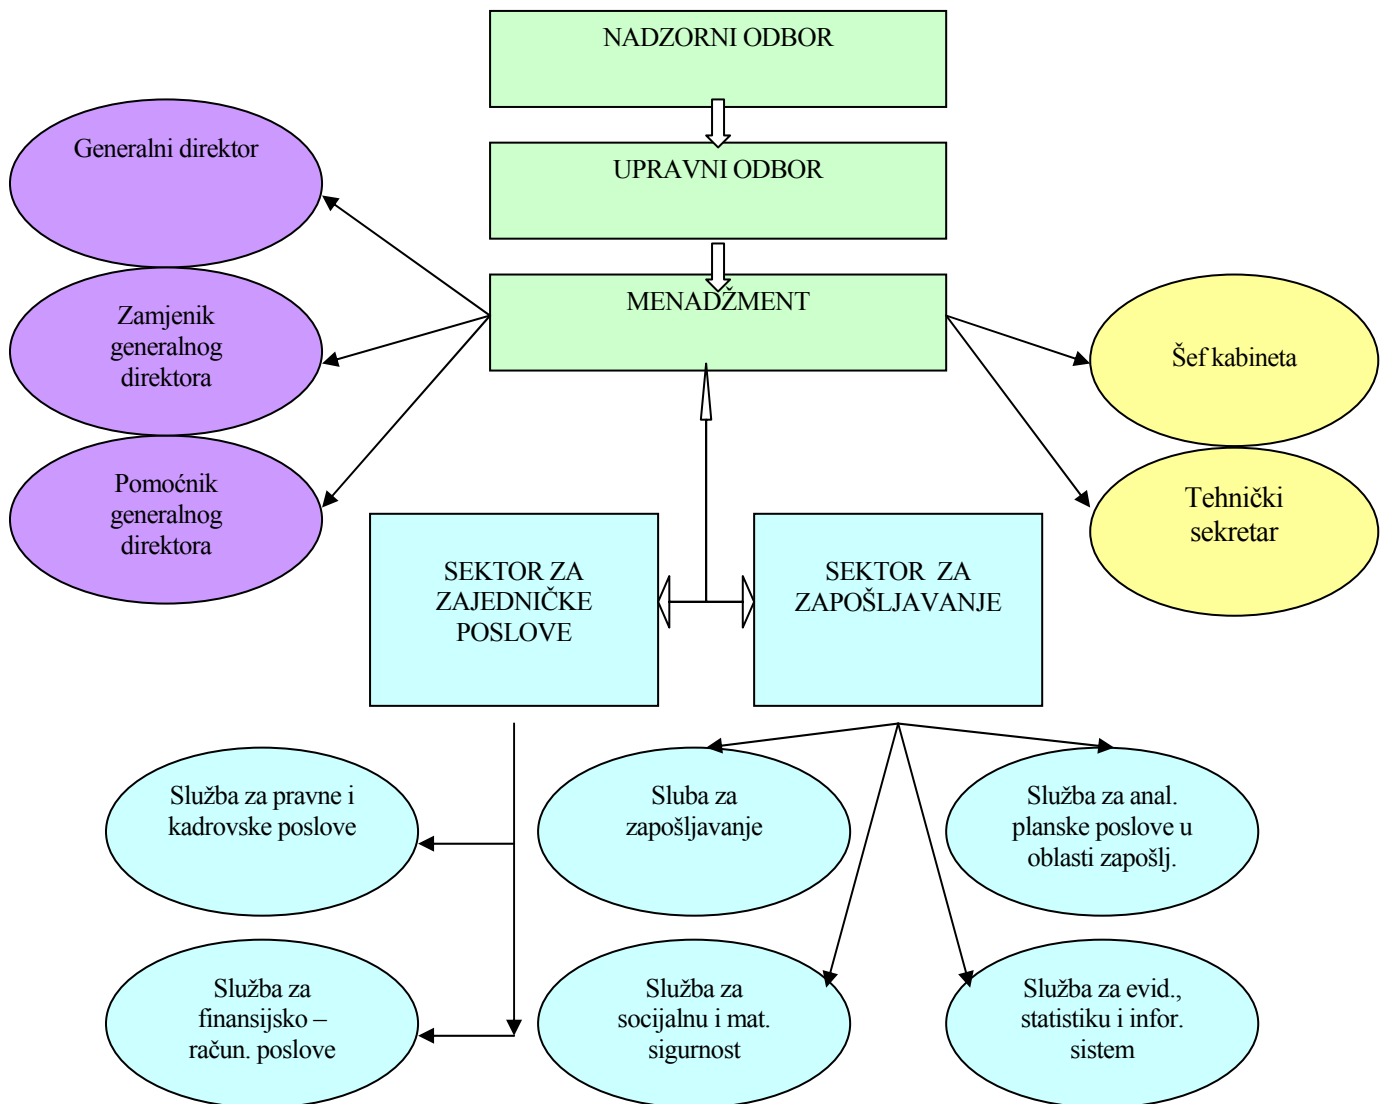 NADZORNI ODBOR
Generalni direktor
UPRAVNI ODBOR
MENADŽMENT
Zamjenik
generalnog
direktora
Šef kabineta
Pomoćnik
generalnog
direktora
Tehnički
sekretar
SEKTOR ZA
ZAJEDNIČKE
POSLOVE
SEKTOR ZA
ZAPOŠLJAVANJE
Služba za pravne i
kadrovske poslove
Sluba za
zapošljavanje
Služba za anal.
planske poslove u
oblasti zapošlj.
Služba za
finansijsko –
račun. poslove
Služba za
socijalnu i mat.
sigurnost
Služba za evid.,
statistiku i infor.
sistem